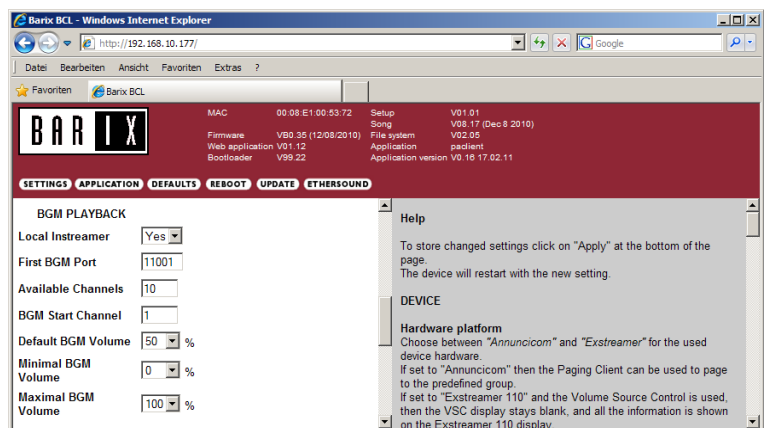 Barix BCL - Windows Internet Explorer
http://192.168.10.177/
Google
Datei Bearbeiten Ansicht Favoriten Extras ?
Favoriten Barix BCL
BARIX
MAC 00:08:E1:00:53:72 Setup V01.01
Song V08.17 (Dec 8 2010)
Firmware VB0.35 (12/08/2010) File system V02.05
Web application V01.12 Application paclient
Bootloader V99.22 Application version V0.16 17.02.11
SETTINGS APPLICATION DEFAULTS REBOOT UPDATE ETHERSOUND
BGM PLAYBACK
Local Instreamer Yes
First BGM Port 11001
Available Channels 10
BGM Start Channel 1
Default BGM Volume 50 %
Minimal BGM
Volume 0 %
Maximal BGM
Volume 100 %
Help
To store changed settings click on "Apply" at the bottom of the
page.
The device will restart with the new setting.
DEVICE
Hardware platform
Choose between "Annuncicom" and "Exstreamer" for the used
device hardware.
If set to "Annuncicom" then the Paging Client can be used to page
to the predefined group.
If set to "Exstreamer 110" and the Volume Source Control is used,
then the VSC display stays blank, and all the information is shown
on the Exstreamer 110 display.